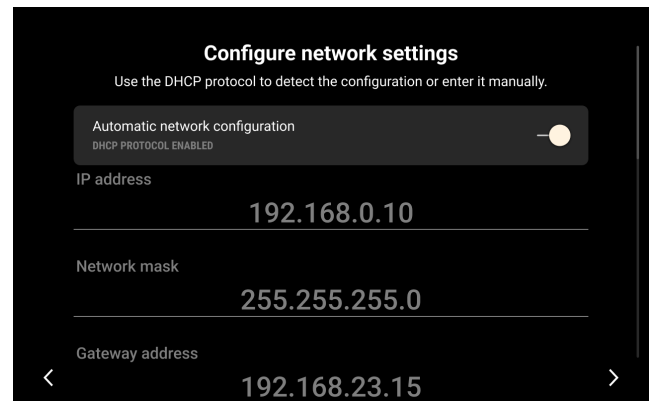 Configure network settings
Use the DHCP protocol to detect the configuration or enter it manually.
Automatic network configuration
DHCP PROTOCOL ENABLED
IP address
192.168.0.10
Network mask
255.255.255.0
Gateway address
192.168.23.15